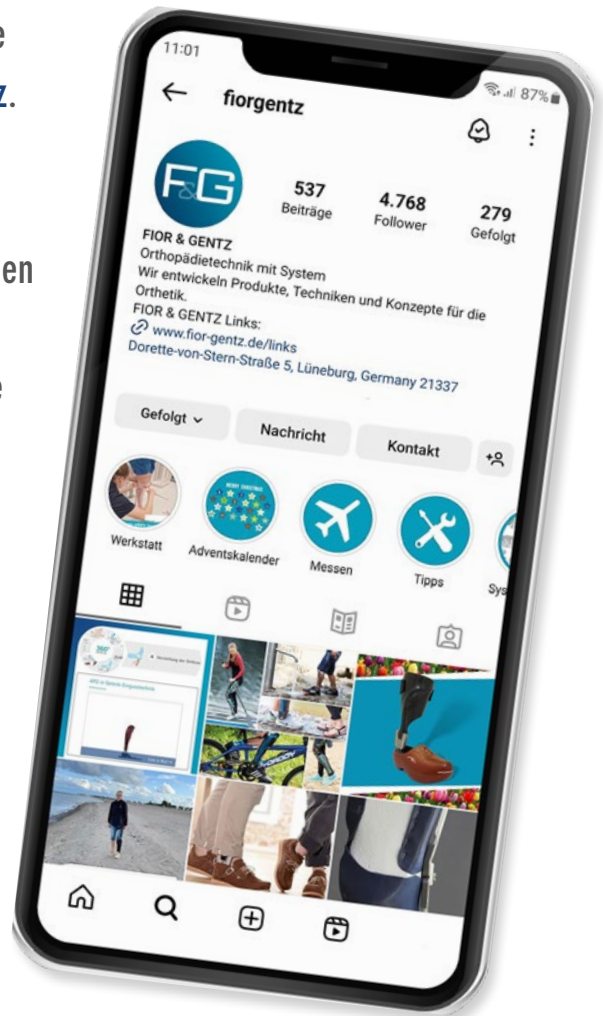 e
z.
en
e
11:01
87%
fiorgentz
F&G
537
4.768
279
Beiträge
Follower
Gefolgt
FIOR & GENTZ
Orthopädietechnik mit System
Wir entwickeln Produkte, Techniken und Konzepte für die
Orthetik.
FIOR & GENTZ Links:
www.fior-gentz.de/links
Dorette-von-Stern-Straße 5, Lüneburg, Germany 21337
Gefolgt
Nachricht
Kontakt
Werkstatt
Adventskalender
Messen
Tipps
Sys
360°